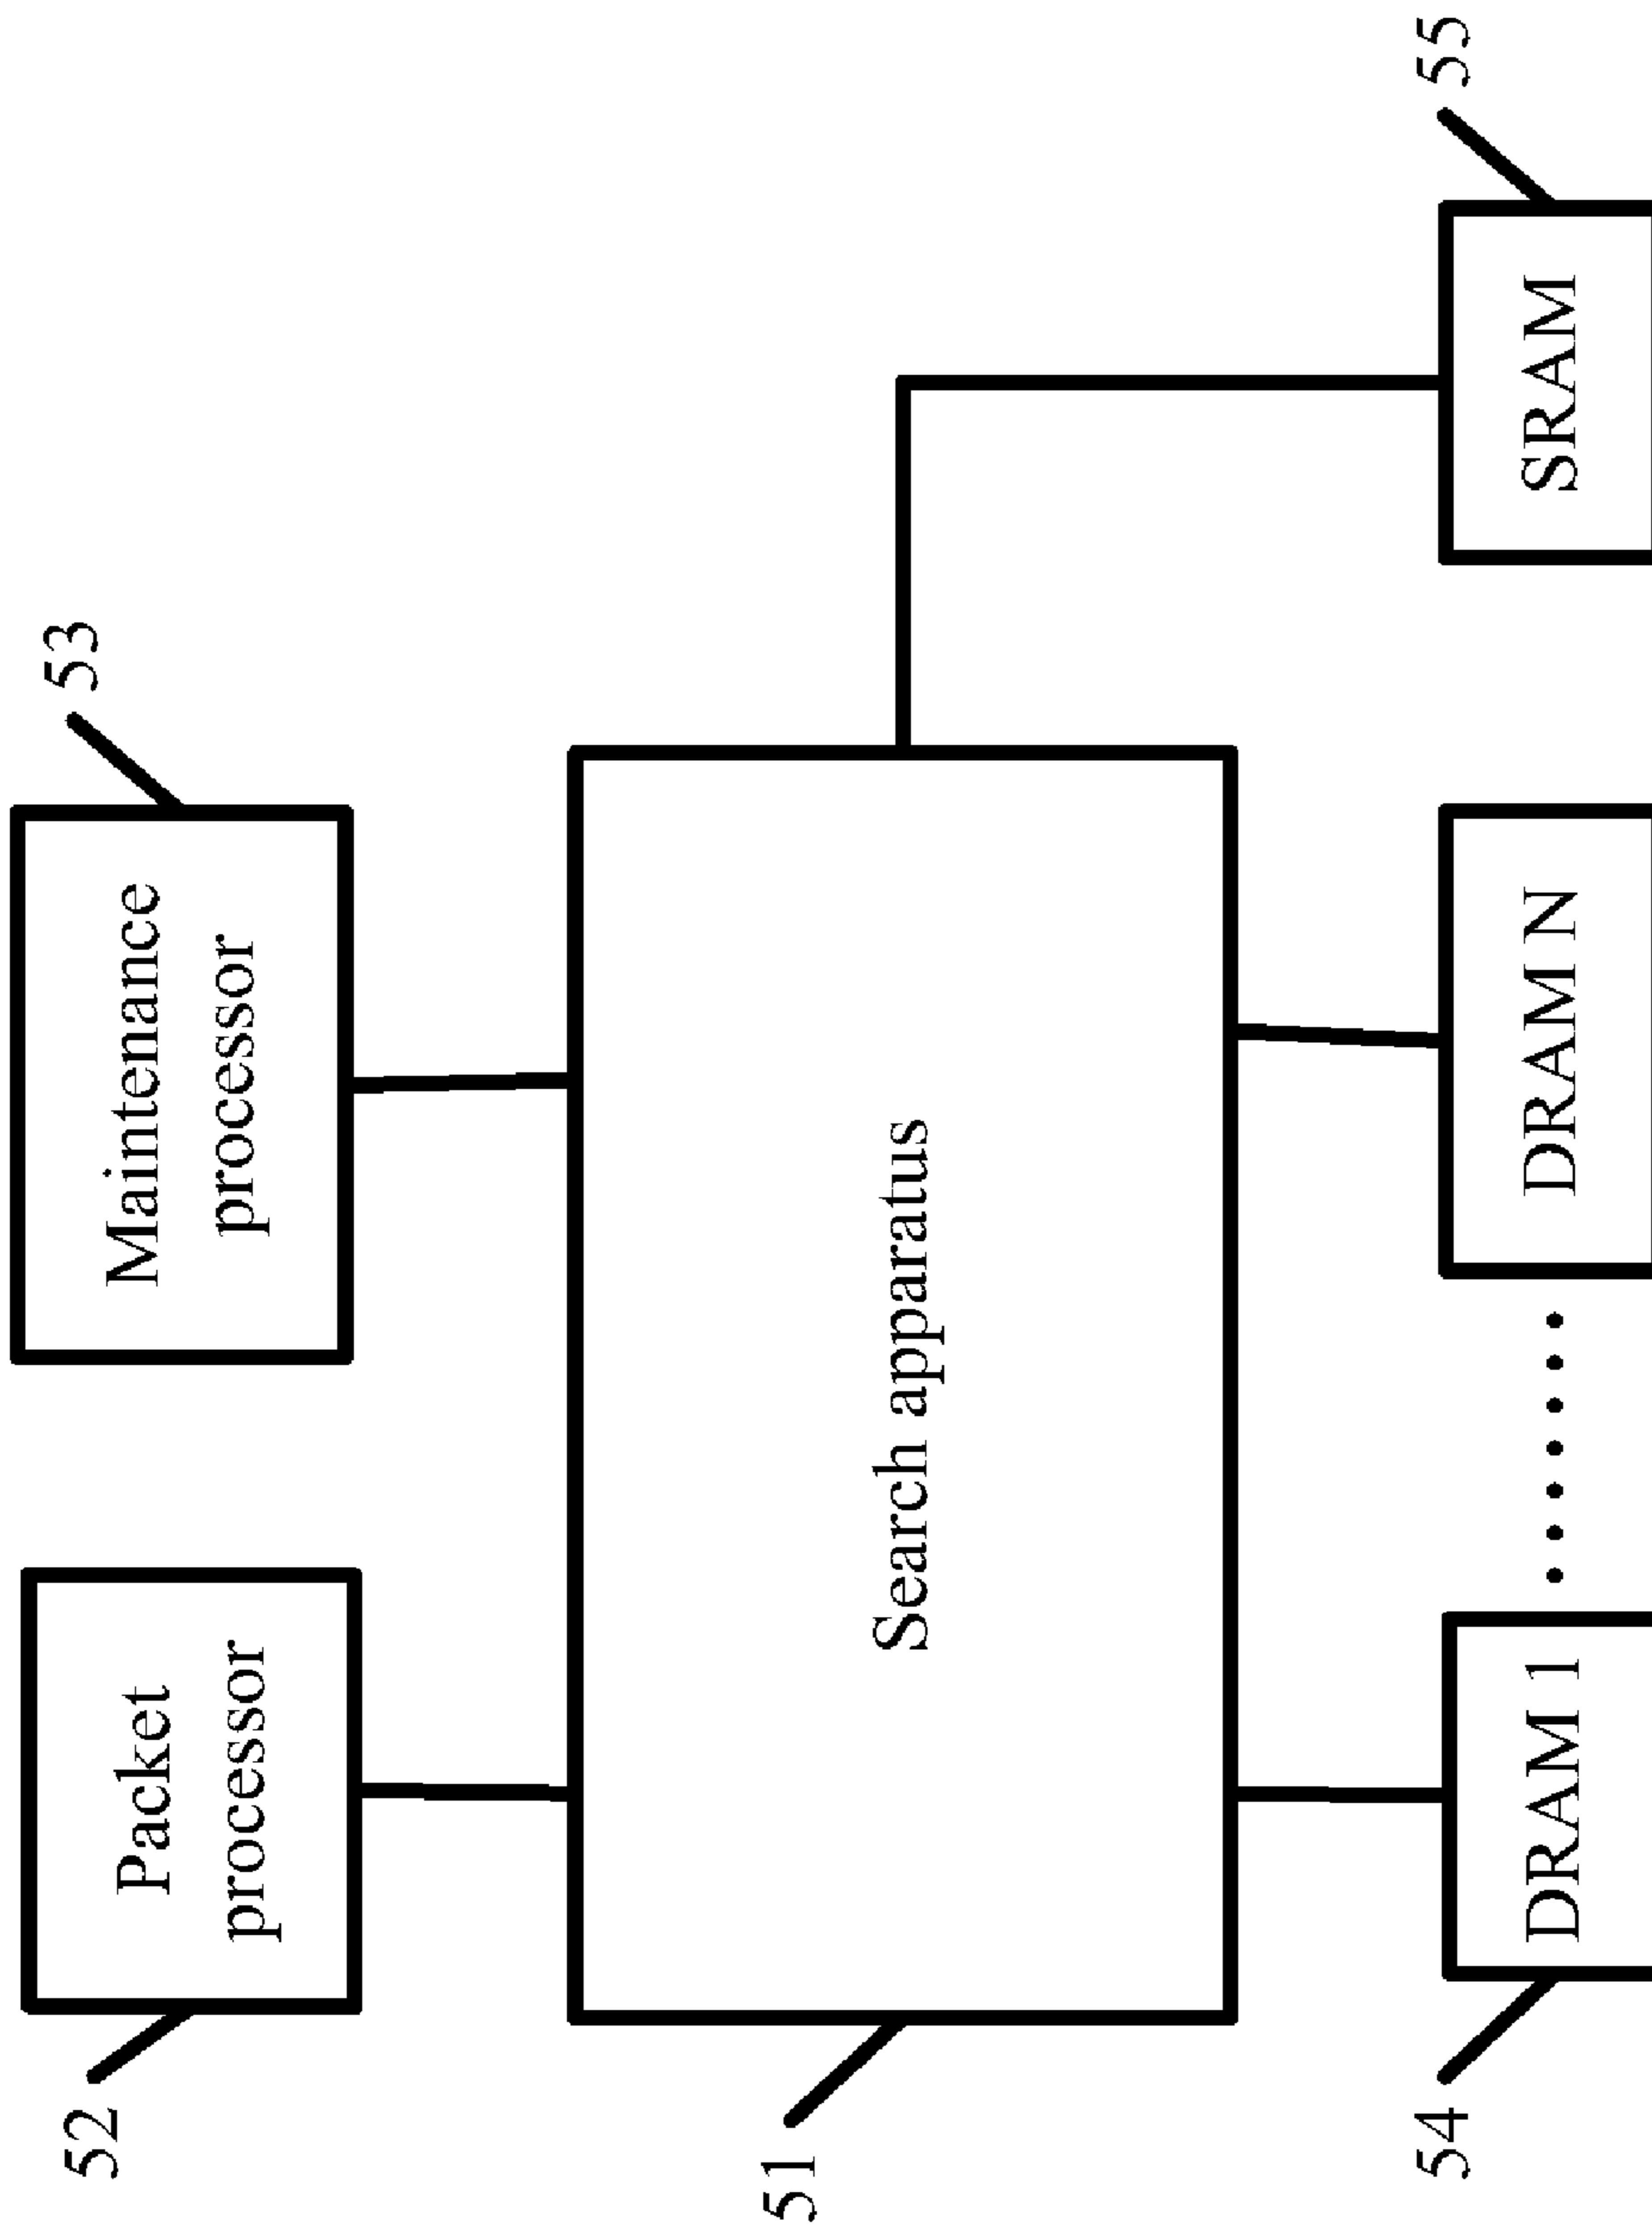 52
Packet
processor
Maintenance
processor
53
51
Search apparatus
54
DRAM 1
DRAM N
SRAM
55